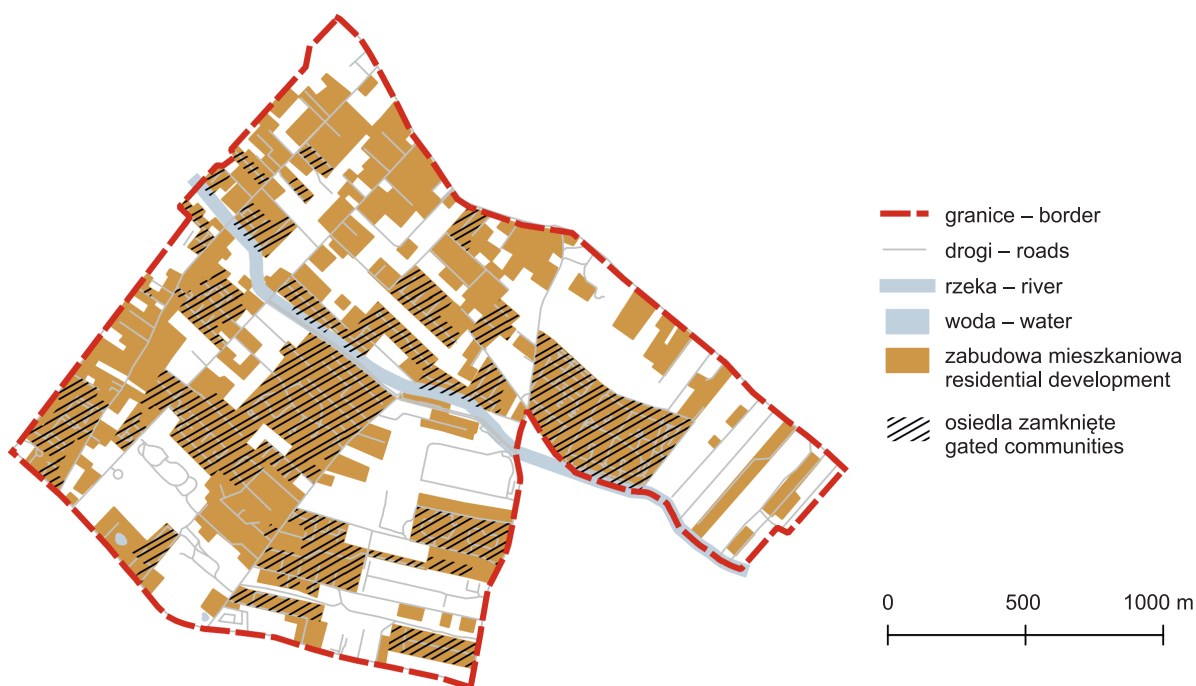 granice – border
drogi – roads
rzeka – river
woda – water
zabudowa mieszkaniowa
residential development
osiedla zamknięte
gated communities
0 500 1000 m